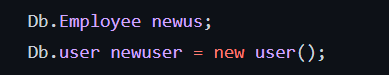 Db.Employee newus;
Db.user newuser = new user();